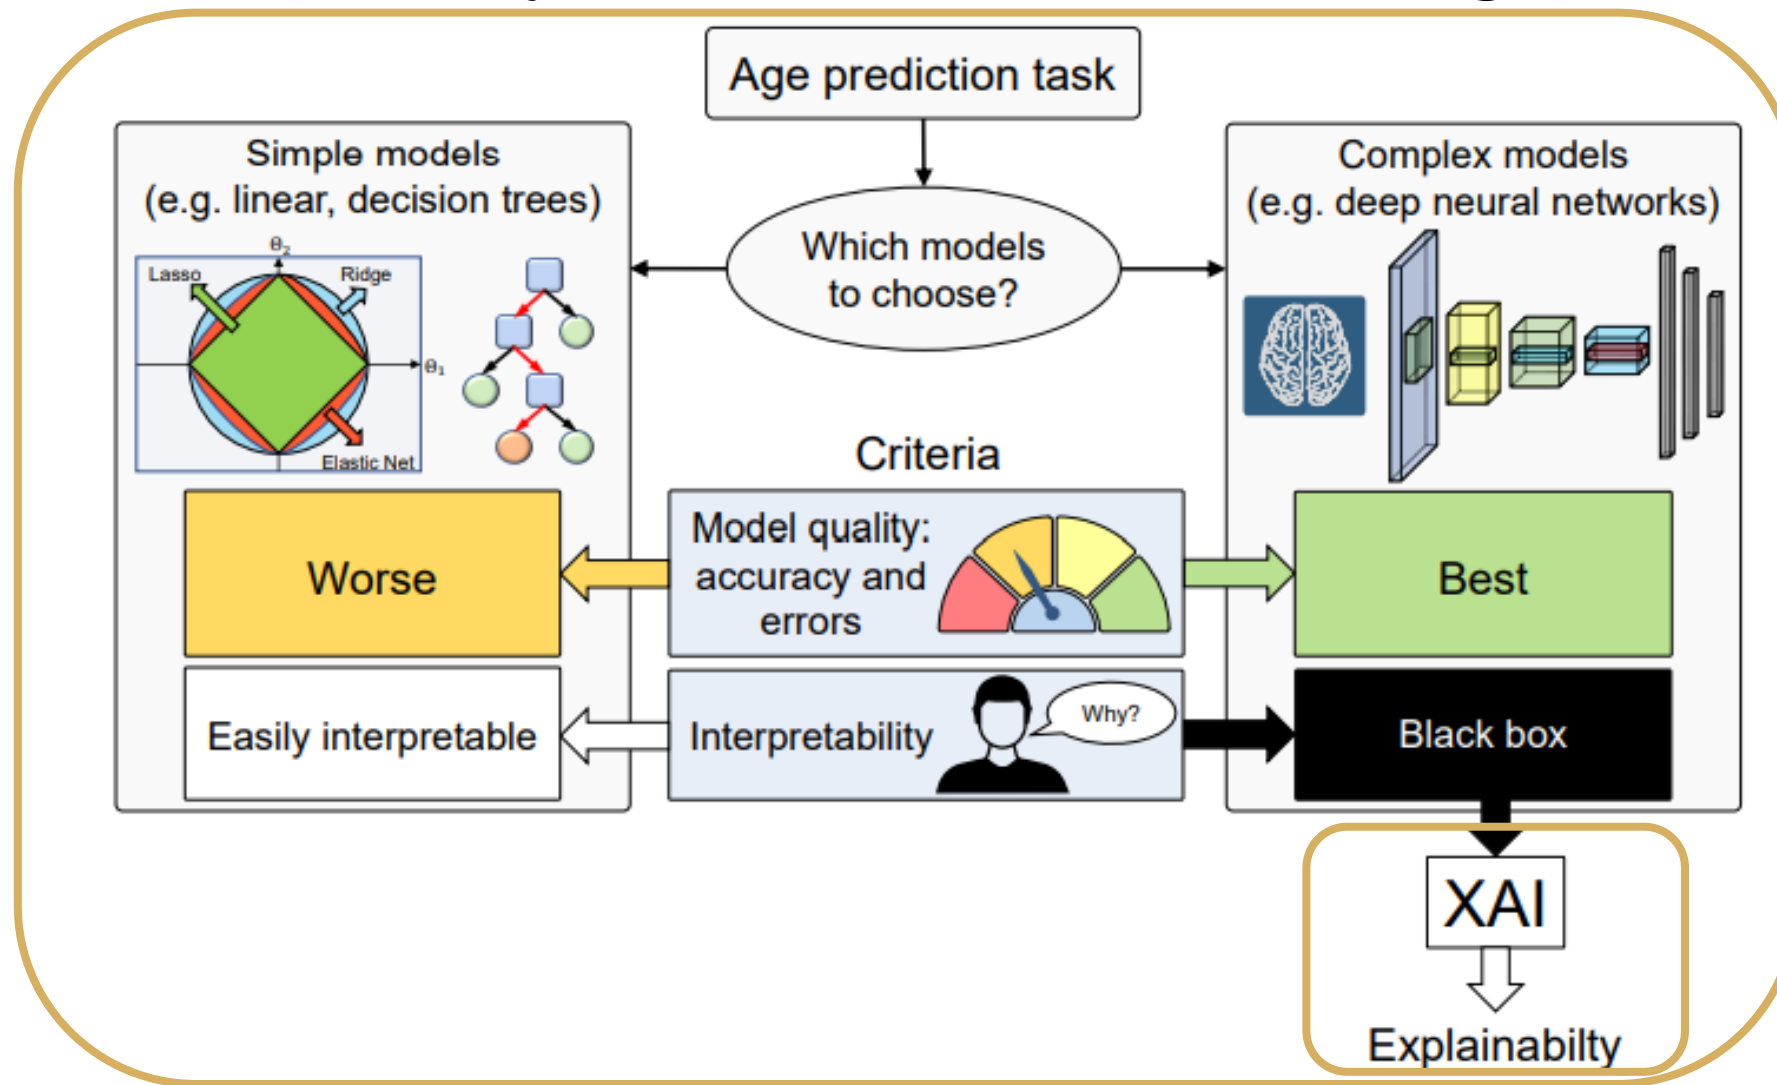 Age prediction task
Simple models
(e.g. linear, decision trees)
Which models
to choose?
Complex models
(e.g. deep neural networks)
θ2
Lasso
Ridge
θ1
Elastic Net
Criteria
Worse
Model quality:
accuracy and
errors
Best
Easily interpretable
Interpretability
Why?
Black box
XAI
Explainabilty